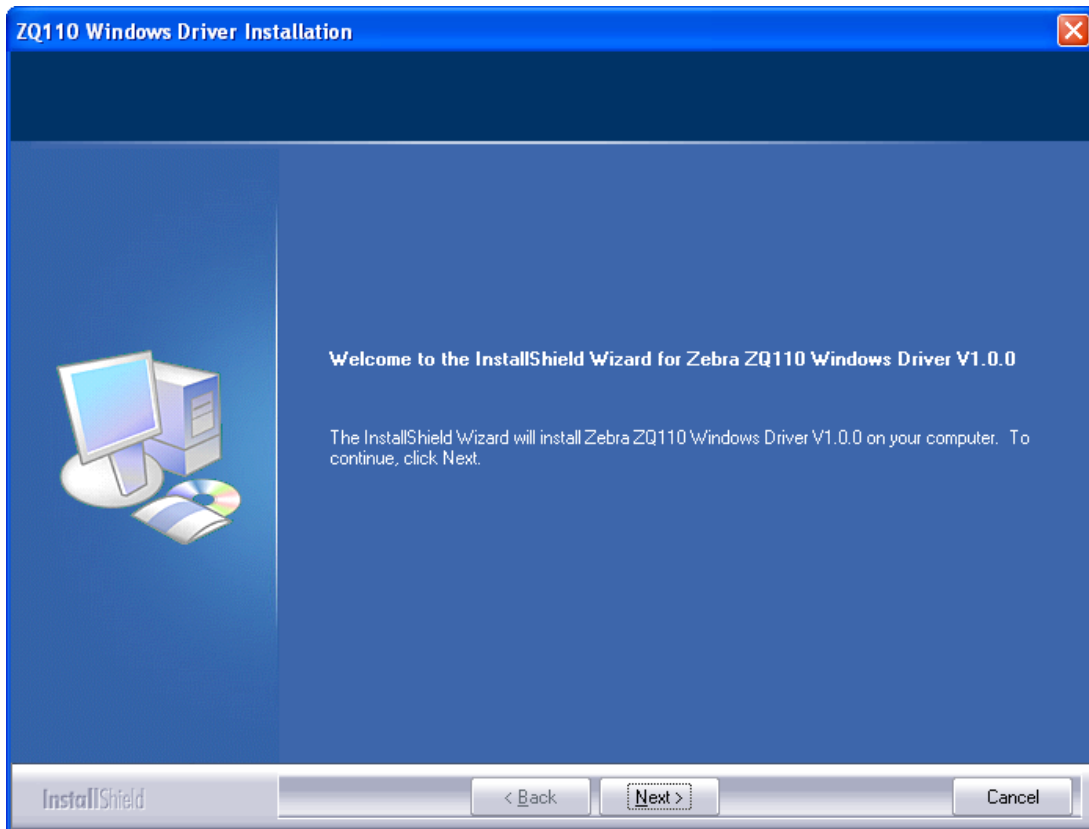 ZQ110 Windows Driver Installation
Welcome to the InstallShield Wizard for Zebra ZQ110 Windows Driver V1.0.0
The InstallShield Wizard will install Zebra ZQ110 Windows Driver V1.0.0 on your computer. To
continue, click Next.
InstallShield
< Back
Next >
Cancel